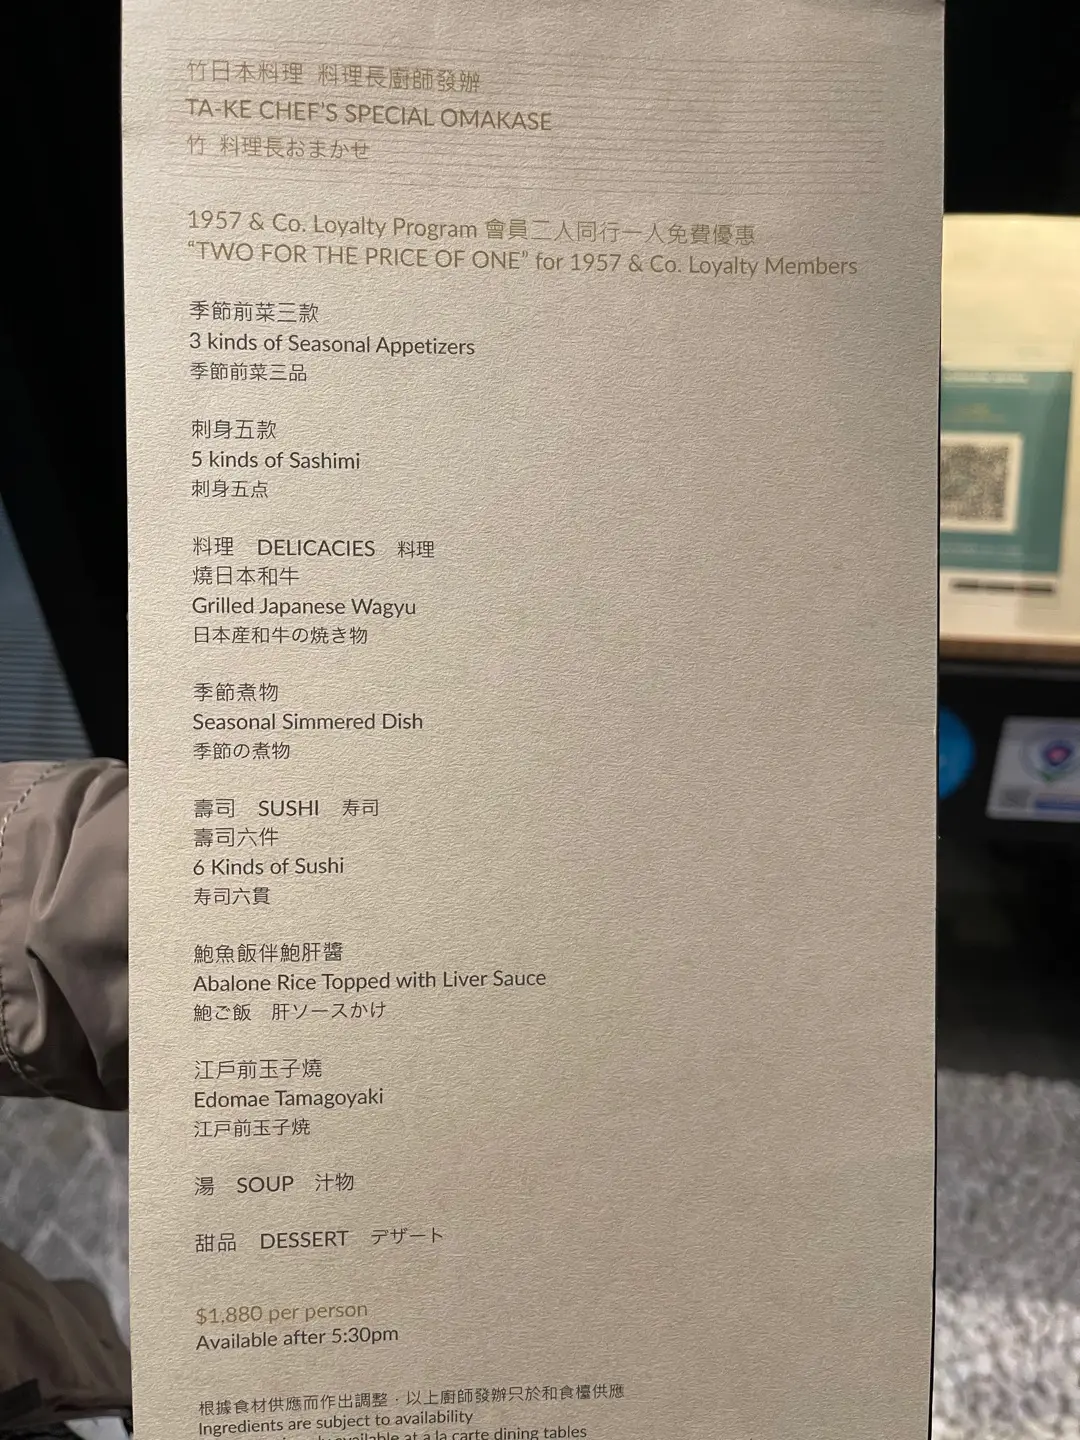 竹日本料理 料理長廚師發辦
TA-KE CHEF'S SPECIAL OMAKASE
竹 料理長おまかせ
1957 & Co. Loyalty Program 會員二人同行一人免費優惠
"TWO FOR THE PRICE OF ONE" for 1957 & Co. Loyalty Members
季節前菜三款
3 kinds of Seasonal Appetizers
季節前菜三品
刺身五款
5 kinds of Sashimi
刺身五点
料理 DELICACIES 料理
燒日本和牛
Grilled Japanese Wagyu
日本産和牛の焼き物
季節煮物
Seasonal Simmered Dish
季節の煮物
壽司 SUSHI 寿司
壽司六件
6 Kinds of Sushi
寿司六貫
鮑魚飯伴鮑肝醬
Abalone Rice Topped with Liver Sauce
鮑ご飯 肝ソースかけ
江戶前玉子燒
Edomae Tamagoyaki
江戸前玉子焼
湯 SOUP 汁物
甜品 DESSERT デザート
$1,880 per person
Available after 5:30pm
根據食材供應而作出調整．以上廚師發辦只於和食檯供應
Ingredients are subject to availability
available at a la carte dining tables